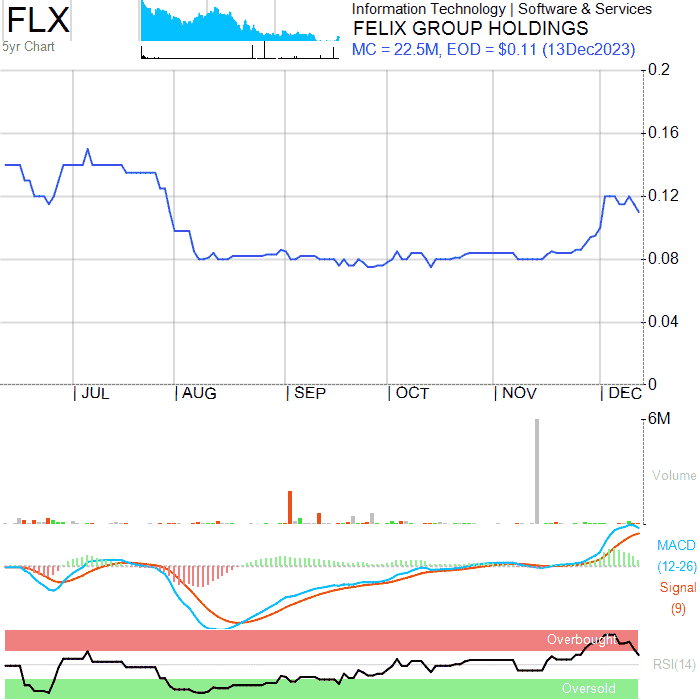 FLX
5yr Chart
Information Technology | Software & Services
FELIX GROUP HOLDINGS
MC = 22.5M, EOD = $0.11 (13Dec2023)
0.2
0.16
0.12
0.08
0.04
0
| JUL | AUG | SEP | OCT | NOV | DEC
6M
Volume
MACD
(12-26)
Signal
(9)
Overbought
RSI(14)
Oversold